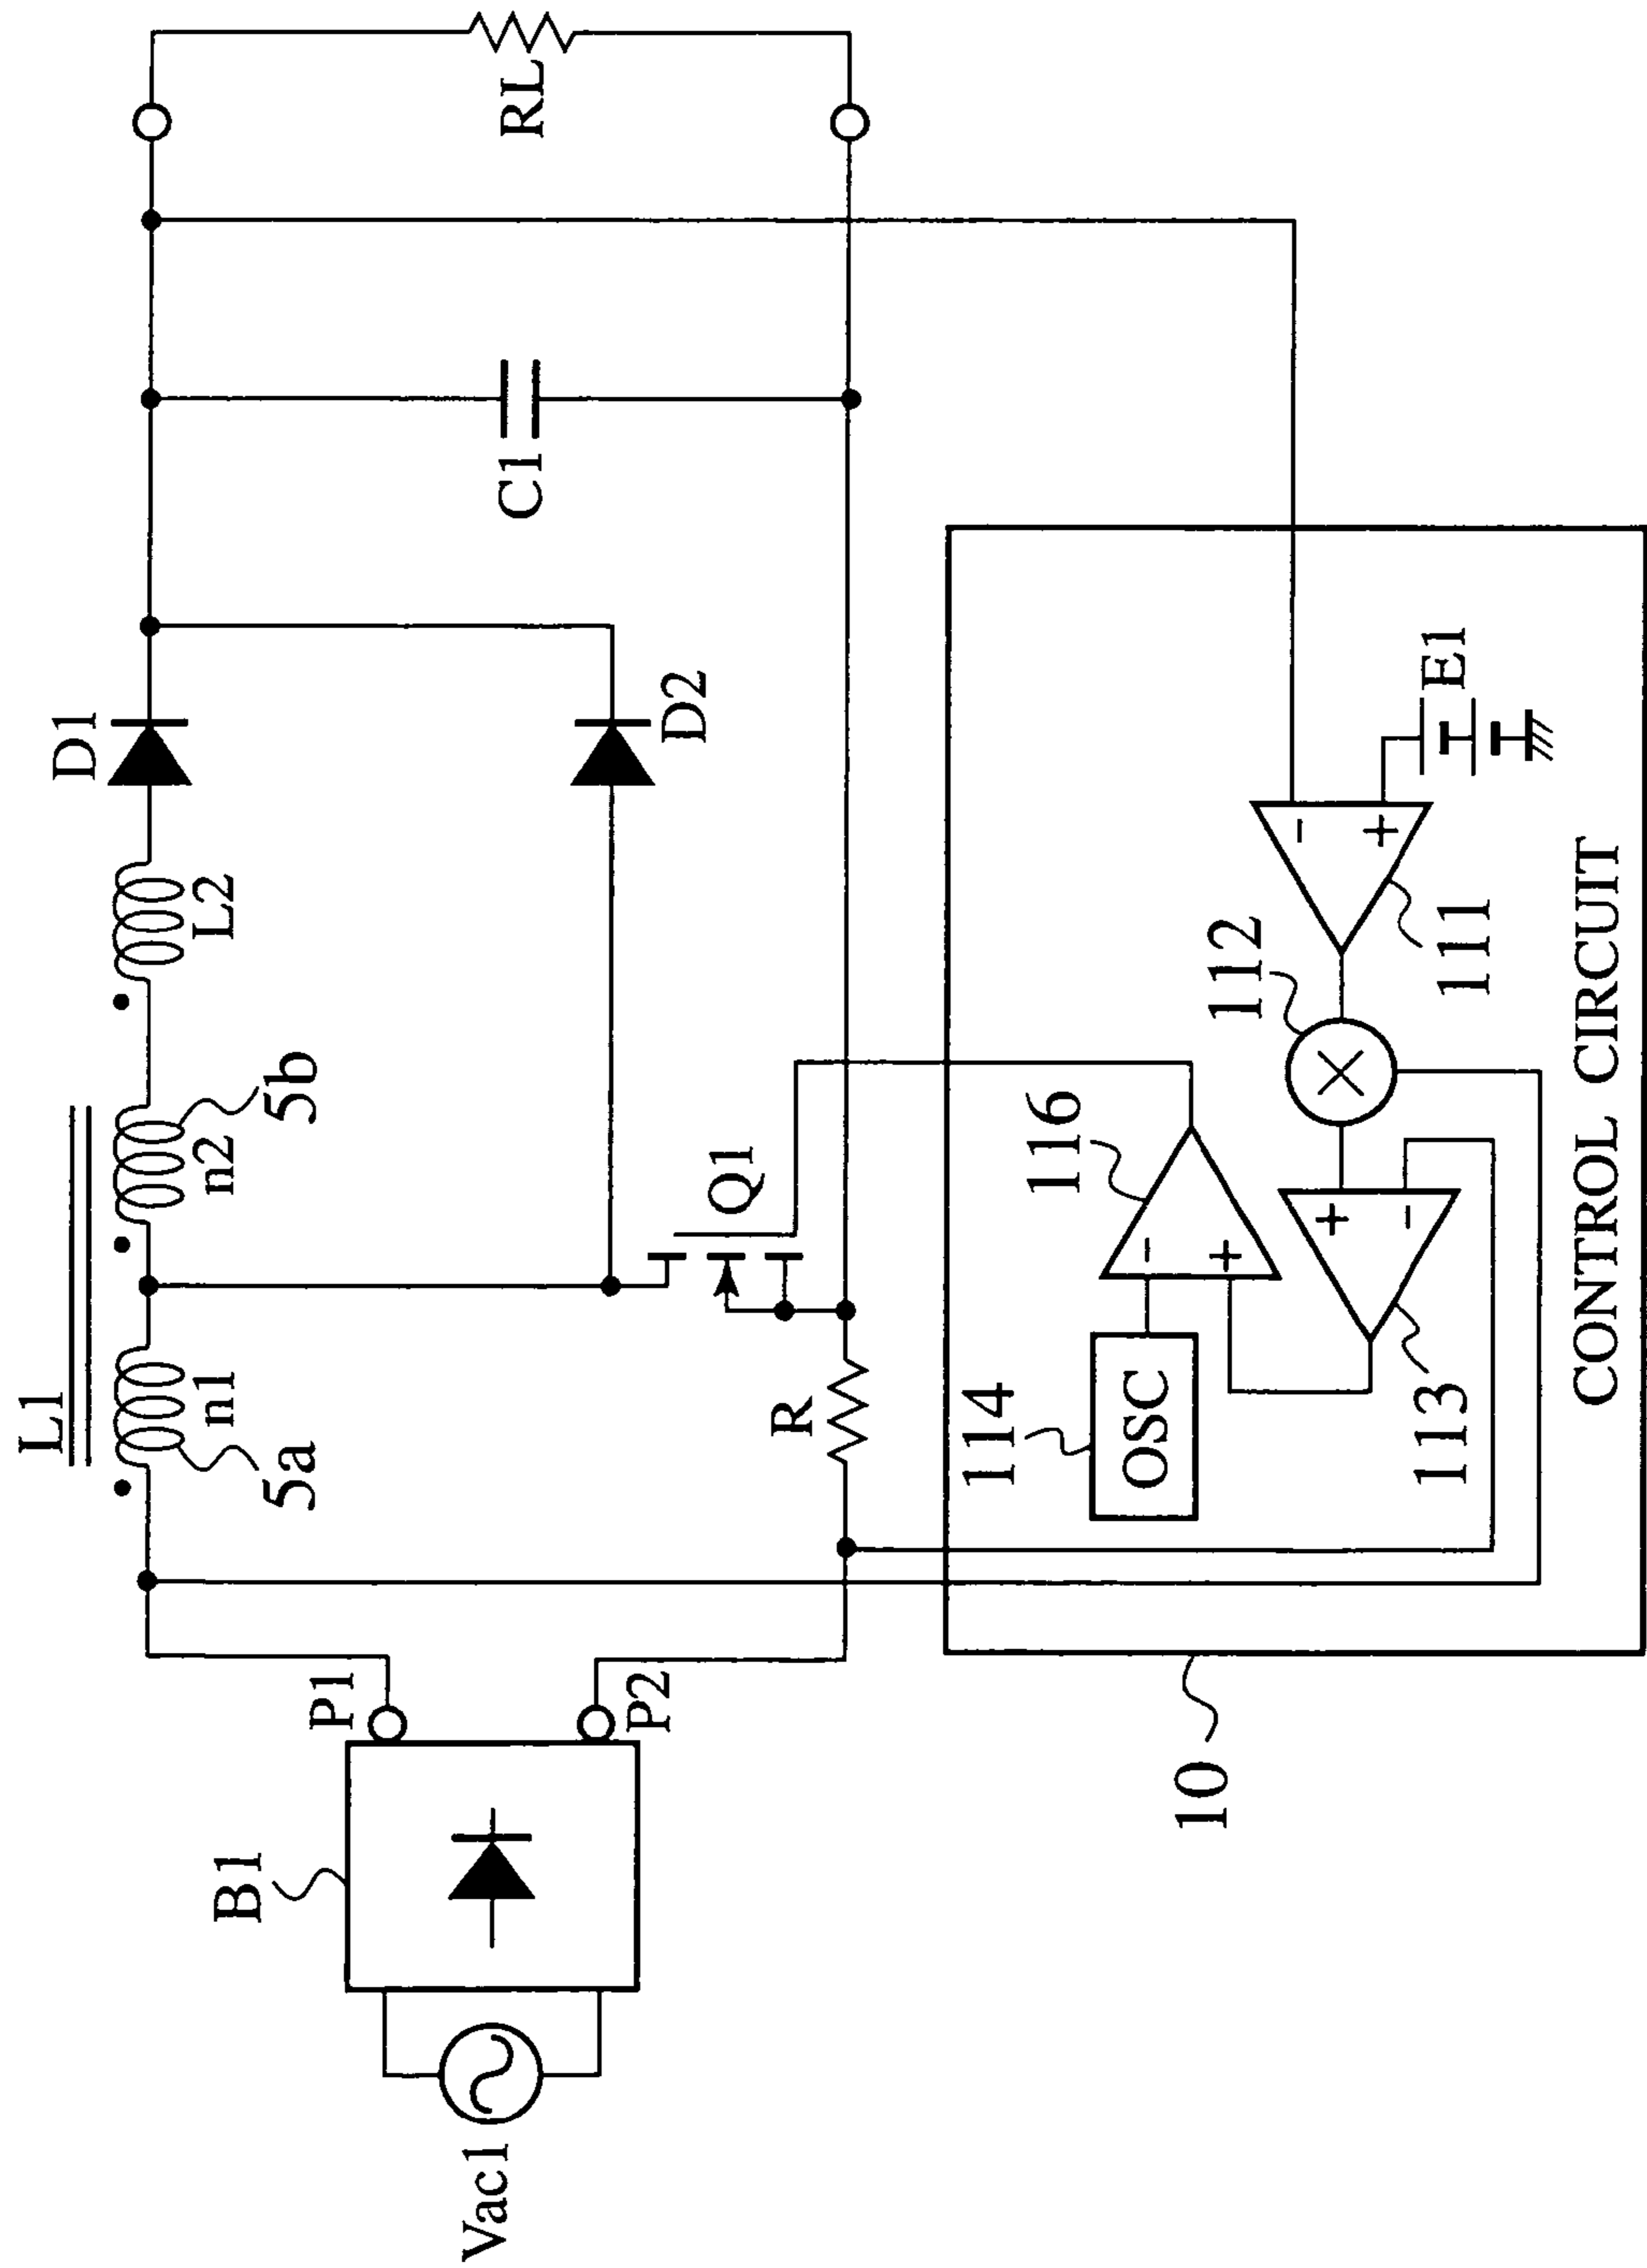 L1
D1
5a
n1
n2
5b
L2
D2
C1
RL
B1
P1
P2
Vac1
Q1
R
10
114
OSC
116
-
+
112
113
+
-
111
-
+
E1
CONTROL CIRCUIT